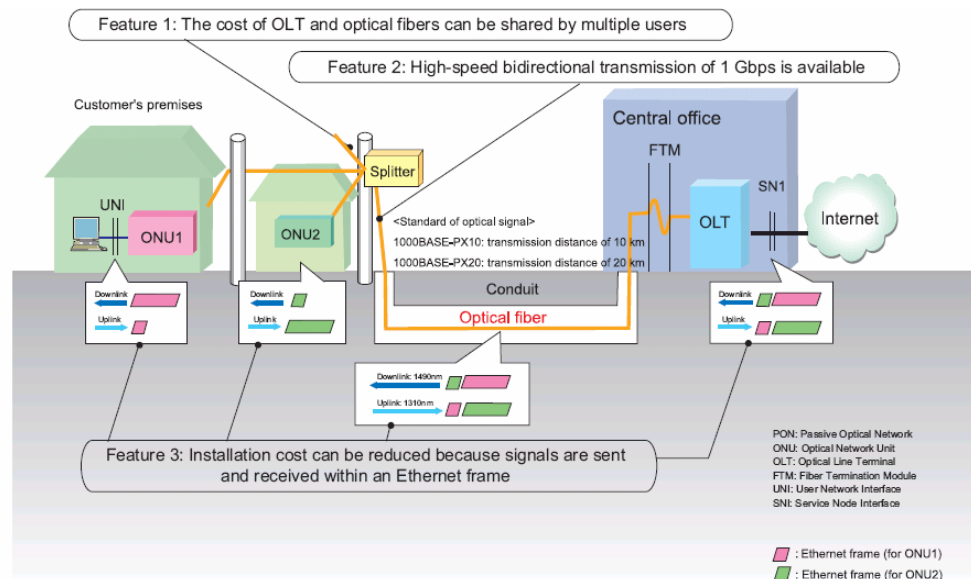 Feature 1: The cost of OLT and optical fibers can be shared by multiple users
Feature 2: High-speed bidirectional transmission of 1 Gbps is available
Customer's premises
Central office
FTM
Splitter
SN1
UNI
OLT
Internet
ONU1
ONU2
<Standard of optical signal>
1000BASE-PX10: transmission distance of 10 km
1000BASE-PX20: transmission distance of 20 km
Conduit
Optical fiber
Downlink
Uplink
Downlink
Uplink
Downlink
Uplink
Downlink: 1490nm
Uplink: 1310nm
Feature 3: Installation cost can be reduced because signals are sent
and received within an Ethernet frame
PON: Passive Optical Network
ONU: Optical Network Unit
OLT: Optical Line Terminal
FTM: Fiber Termination Module
UNI: User Network Interface
SNI: Service Node Interface
: Ethernet frame (for ONU1)
: Ethernet frame (for ONU2)